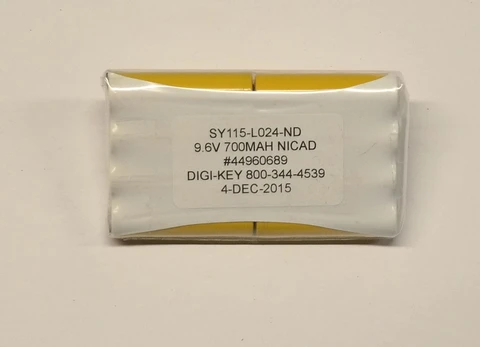 SY115-L024-ND
9.6V 700MAH NICAD
#44960689
DIGI-KEY 800-344-4539
4-DEC-2015